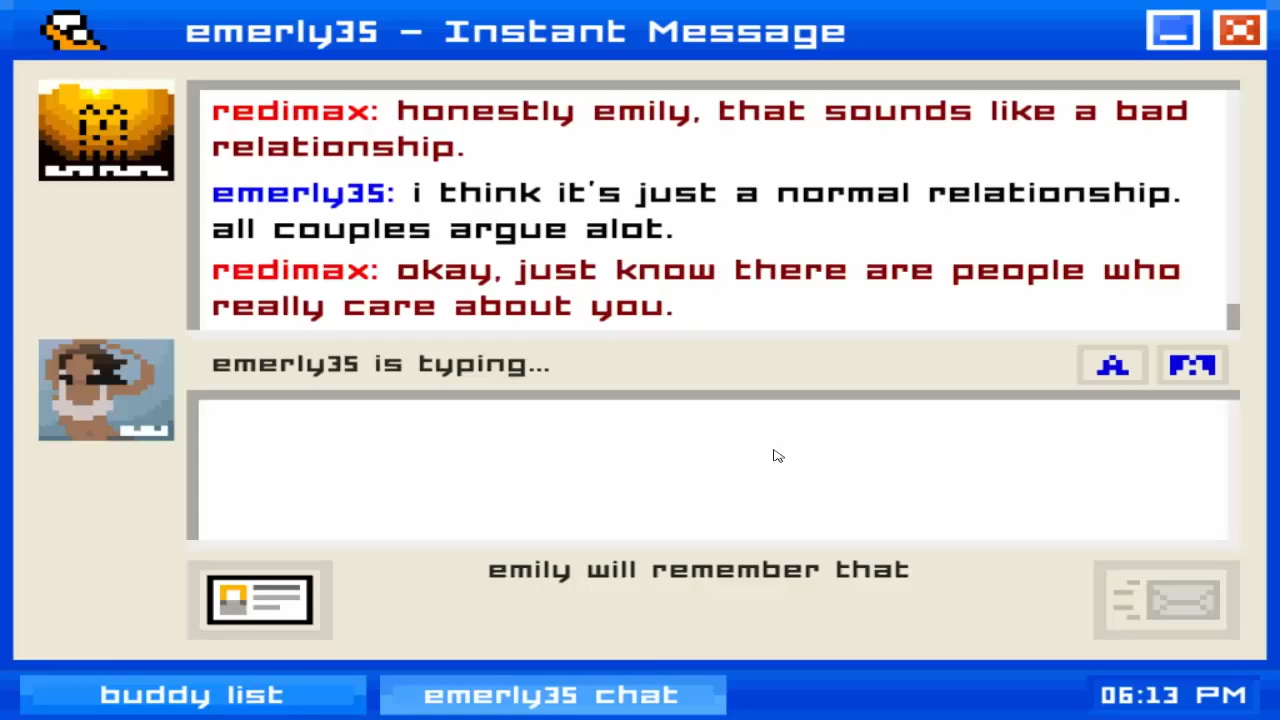 emerly35 - Instant Message
redimax: honestly emily, that sounds like a bad
relationship.
emerly35: i think it's just a normal relationship.
all couples argue alot.
redimax: okay, just know there are people who
really care about you.
emerly35 is typing...
A
emily will remember that
buddy list
emerly35 chat
06:13 PM